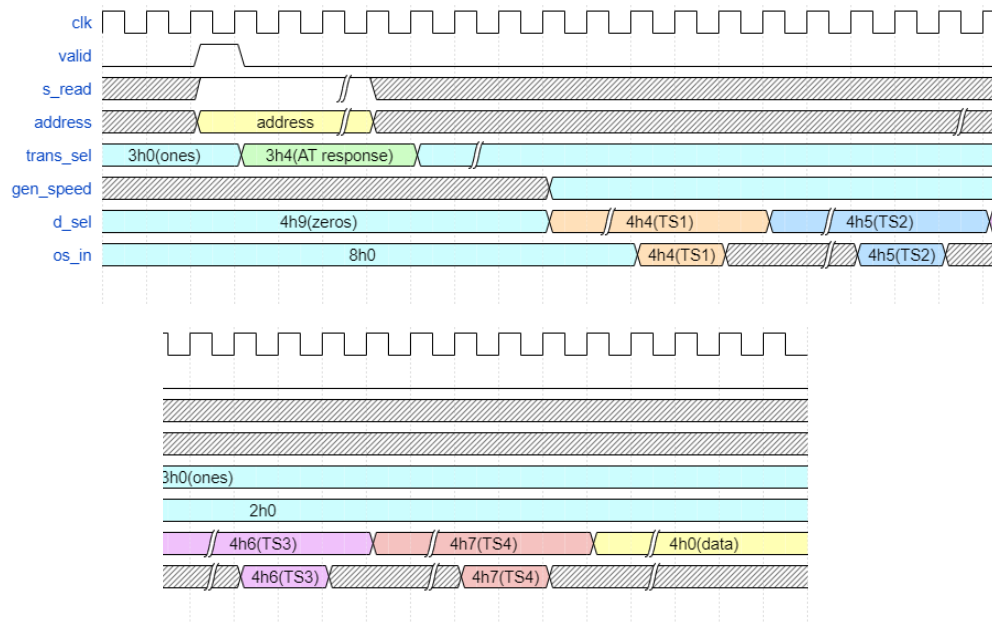 clk
valid
s_read
address address
trans_sel 3h0(ones) 3h4(AT response)
gen_speed
d_sel 4h9(zeros) 4h4(TS1) 4h5(TS2)
os_in 8h0 4h4(TS1) 4h5(TS2)
3h0(ones)
2h0
4h6(TS3) 4h7(TS4) 4h0(data)
4h6(TS3) 4h7(TS4)